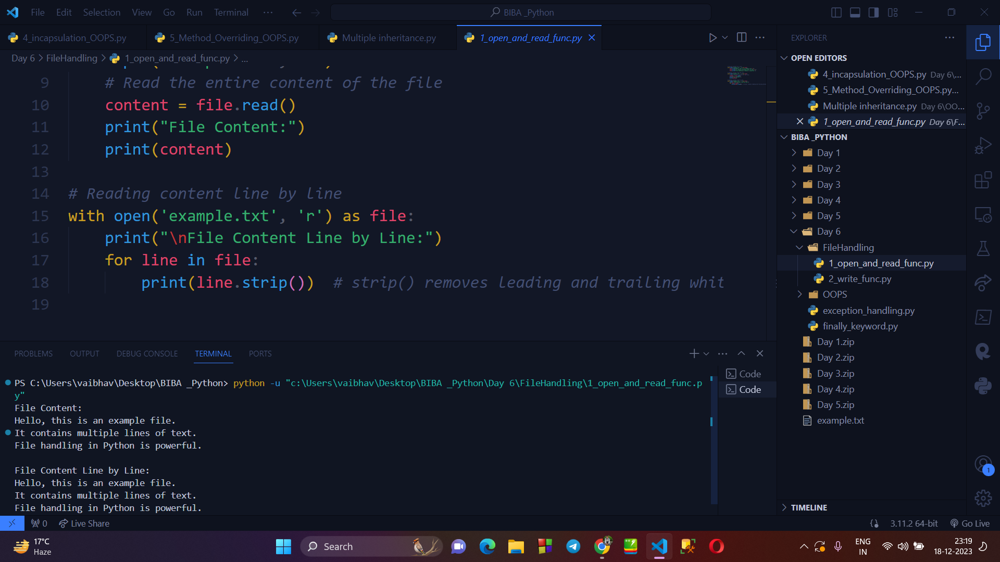 File Edit Selection View Go Run Terminal ···
BIBA _Python
4_incapsulation_OOPS.py
5_Method_Overriding_OOPS.py
Multiple inheritance.py
1_open_and_read_func.py
Day 6 > FileHandling > 1_open_and_read_func.py > ...
9 # Read the entire content of the file
10 content = file.read()
11 print("File Content:")
12 print(content)
13
14 # Reading content line by line
15 with open('example.txt', 'r') as file:
16 print("\nFile Content Line by Line:")
17 for line in file:
18 print(line.strip()) # strip() removes leading and trailing whit
19
PROBLEMS OUTPUT DEBUG CONSOLE TERMINAL PORTS
PS C:\Users\vaibhav\Desktop\BIBA _Python> python -u "c:\Users\vaibhav\Desktop\BIBA _Python\Day 6\FileHandling\1_open_and_read_func.p
y"
File Content:
Hello, this is an example file.
It contains multiple lines of text.
File handling in Python is powerful.
File Content Line by Line:
Hello, this is an example file.
It contains multiple lines of text.
File handling in Python is powerful.
Code
Code
EXPLORER
OPEN EDITORS
4_incapsulation_OOPS.py Day 6\...
5_Method_Overriding_OOPS.py...
Multiple inheritance.py Day 6\OO...
1_open_and_read_func.py Day 6\F...
BIBA _PYTHON
Day 1
Day 2
Day 3
Day 4
Day 5
Day 6
FileHandling
1_open_and_read_func.py
2_write_func.py
OOPS
exception_handling.py
finally_keyword.py
Day 1.zip
Day 2.zip
Day 3.zip
Day 4.zip
Day 5.zip
example.txt
TIMELINE
1
0 Live Share
3.11.2 64-bit Go Live
17°C
Haze
Search
ENG
IN
23:19
18-12-2023